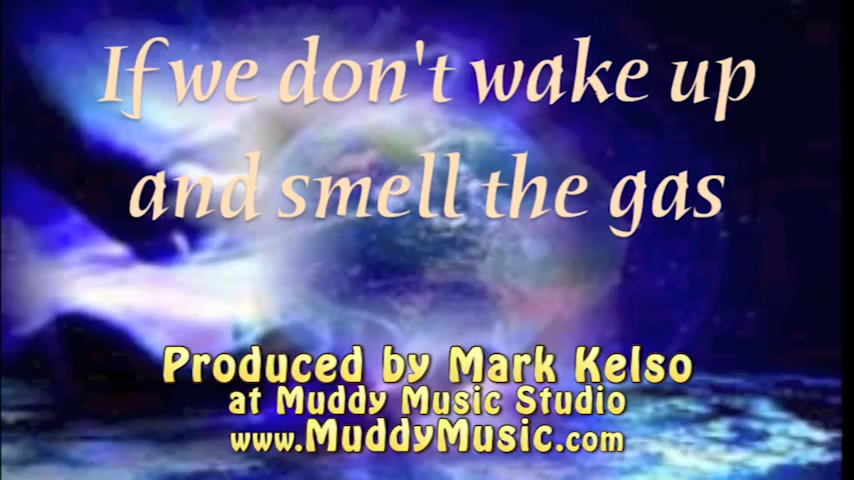 If we don't wake up
and smell the gas
Produced by Mark Kelso
at Muddy Music Studio
www.MuddyMusic.com